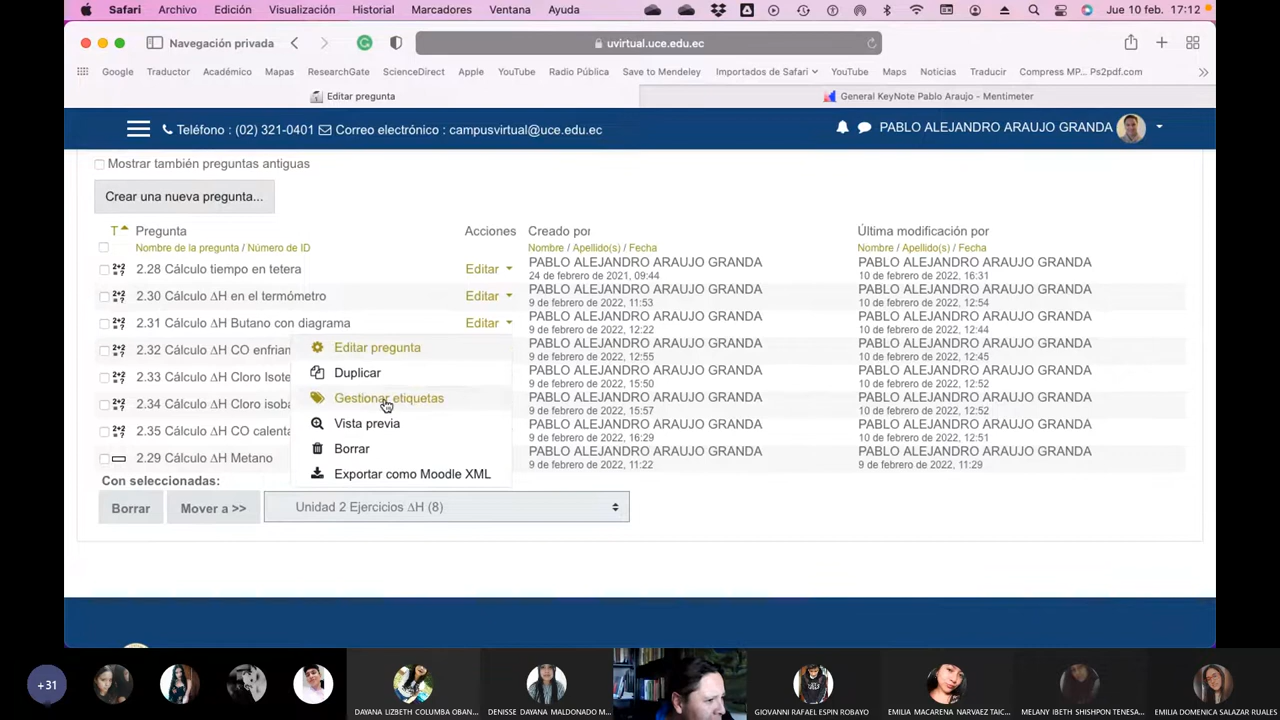 Safari Archivo Edición Visualización Historial Marcadores Ventana Ayuda Jue 10 feb. 17:12
Navegación privada uvirtual.uce.edu.ec
Google Traductor Académico Mapas ResearchGate ScienceDirect Apple YouTube Radio Pública Save to Mendeley Importados de Safari YouTube Maps Noticias Traducir Compress MP... Ps2pdf.com
Editar pregunta General KeyNote Pablo Araujo - Mentimeter
Teléfono : (02) 321-0401 Correo electrónico : campusvirtual@uce.edu.ec PABLO ALEJANDRO ARAUJO GRANDA
Mostrar también preguntas antiguas
Crear una nueva pregunta...
T Pregunta Acciones Creado por Última modificación por
Nombre de la pregunta / Número de ID Nombre / Apellido(s) / Fecha Nombre / Apellido(s) / Fecha
2.28 Cálculo tiempo en tetera Editar PABLO ALEJANDRO ARAUJO GRANDA PABLO ALEJANDRO ARAUJO GRANDA
24 de febrero de 2021, 09:44 10 de febrero de 2022, 16:31
2.30 Cálculo ∆H en el termómetro Editar PABLO ALEJANDRO ARAUJO GRANDA PABLO ALEJANDRO ARAUJO GRANDA
9 de febrero de 2022, 11:53 10 de febrero de 2022, 12:54
2.31 Cálculo ∆H Butano con diagrama Editar PABLO ALEJANDRO ARAUJO GRANDA PABLO ALEJANDRO ARAUJO GRANDA
9 de febrero de 2022, 12:22 10 de febrero de 2022, 12:44
2.32 Cálculo ∆H CO enfrian PABLO ALEJANDRO ARAUJO GRANDA PABLO ALEJANDRO ARAUJO GRANDA
9 de febrero de 2022, 12:55 10 de febrero de 2022, 12:45
2.33 Cálculo ∆H Cloro Isote PABLO ALEJANDRO ARAUJO GRANDA PABLO ALEJANDRO ARAUJO GRANDA
9 de febrero de 2022, 15:50 10 de febrero de 2022, 12:52
2.34 Cálculo ∆H Cloro isoba PABLO ALEJANDRO ARAUJO GRANDA PABLO ALEJANDRO ARAUJO GRANDA
9 de febrero de 2022, 15:57 10 de febrero de 2022, 12:52
2.35 Cálculo ∆H CO calenta PABLO ALEJANDRO ARAUJO GRANDA PABLO ALEJANDRO ARAUJO GRANDA
9 de febrero de 2022, 16:29 10 de febrero de 2022, 12:51
2.29 Cálculo ∆H Metano PABLO ALEJANDRO ARAUJO GRANDA PABLO ALEJANDRO ARAUJO GRANDA
9 de febrero de 2022, 11:22 9 de febrero de 2022, 11:29
Editar pregunta
Duplicar
Gestionar etiquetas
Vista previa
Borrar
Exportar como Moodle XML
Con seleccionadas:
Borrar Mover a >> Unidad 2 Ejercicios ∆H (8)
+31
DAYANA LIZBETH COLUMBA OBAN... DENISSE DAYANA MALDONADO M... GIOVANNI RAFAEL ESPIN ROBAYO EMILIA MACARENA NARVAEZ TAIC... MELANY IBETH SHISHPON TENESA... EMILIA DOMENICA SALAZAR RUALES